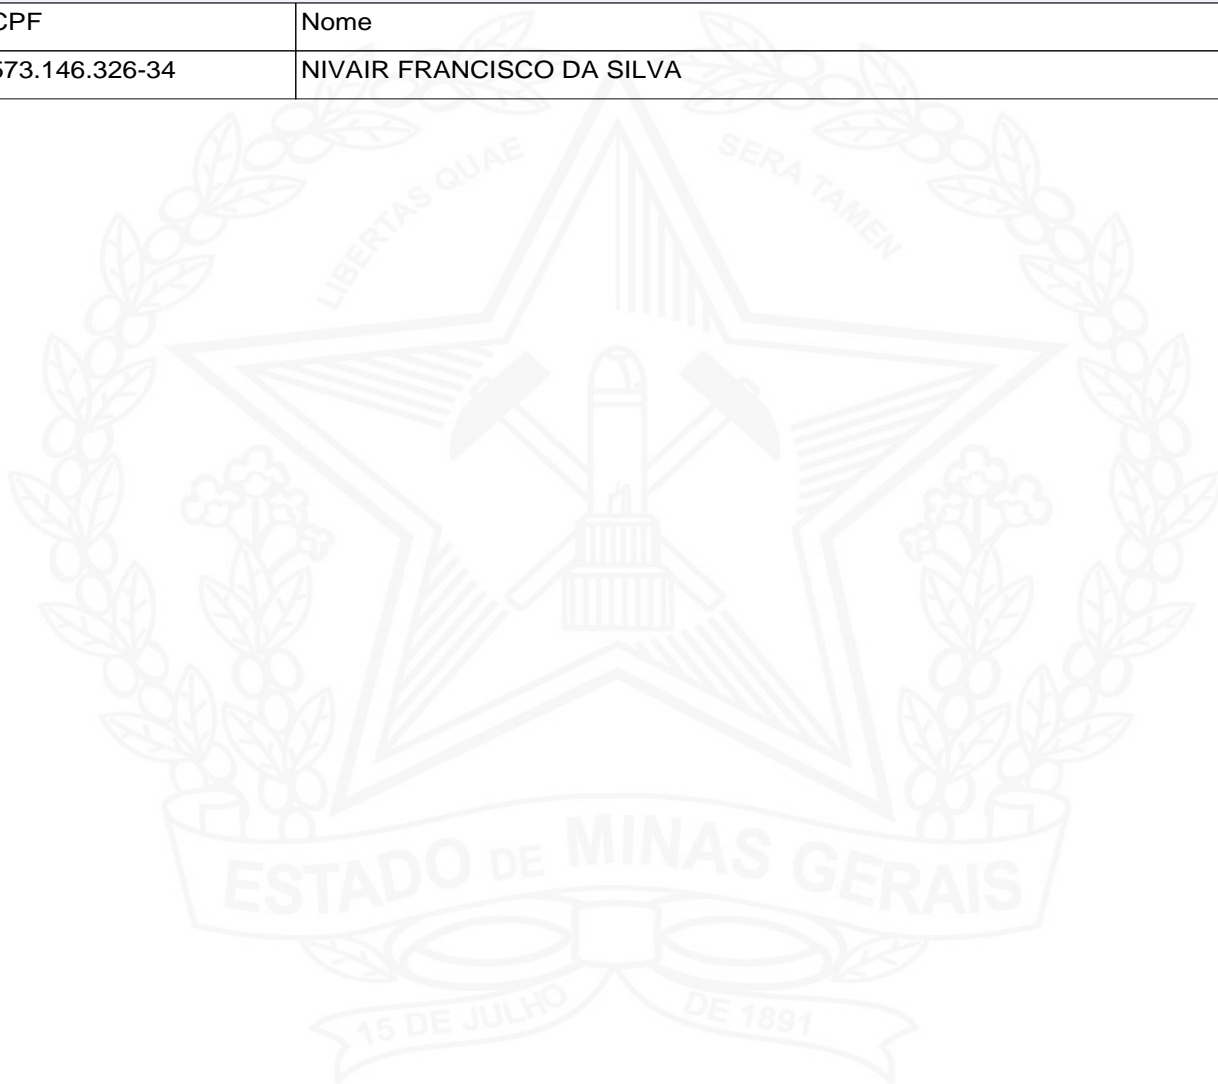 CPF Nome
573.146.326-34 NIVAIR FRANCISCO DA SILVA
LIBERTAS QUAE SERA TAMEN
ESTADO DE MINAS GERAIS
15 DE JULHO DE 1891